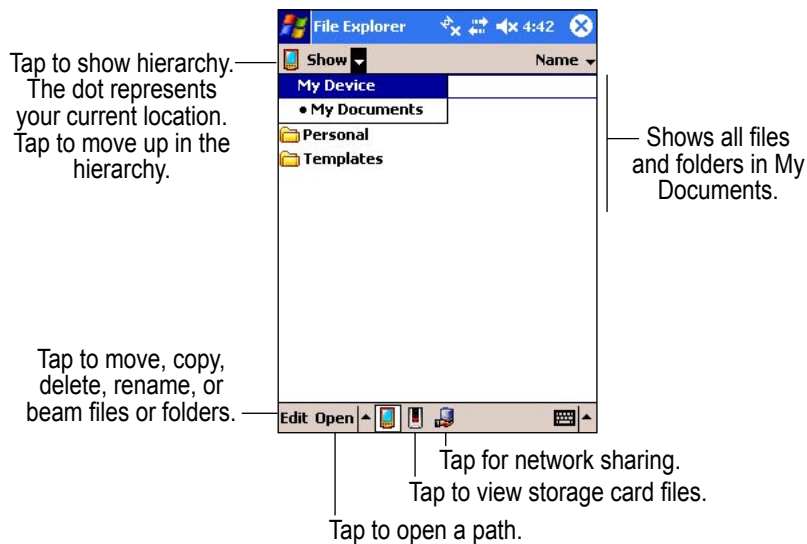 File Explorer 4:42
Show Name
My Device
My Documents
Personal
Templates
Edit Open
Tap to show hierarchy.
The dot represents
your current location.
Tap to move up in the
hierarchy.
Shows all files
and folders in My
Documents.
Tap to move, copy,
delete, rename, or
beam files or folders.
Tap for network sharing.
Tap to view storage card files.
Tap to open a path.